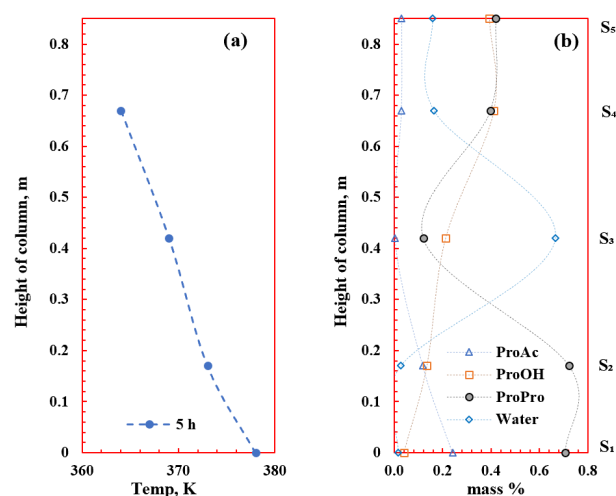 (a)
0.8
0.7
0.6
0.5
0.4
0.3
0.2
0.1
0
Height of column, m
5 h
360
370
380
Temp, K
(b)
0.8
0.7
0.6
0.5
0.4
0.3
0.2
0.1
0
Height of column, m
ProAc
ProOH
ProPro
Water
0.0
0.2
0.4
0.6
0.8
mass %
S₅
S₄
S₃
S₂
S₁